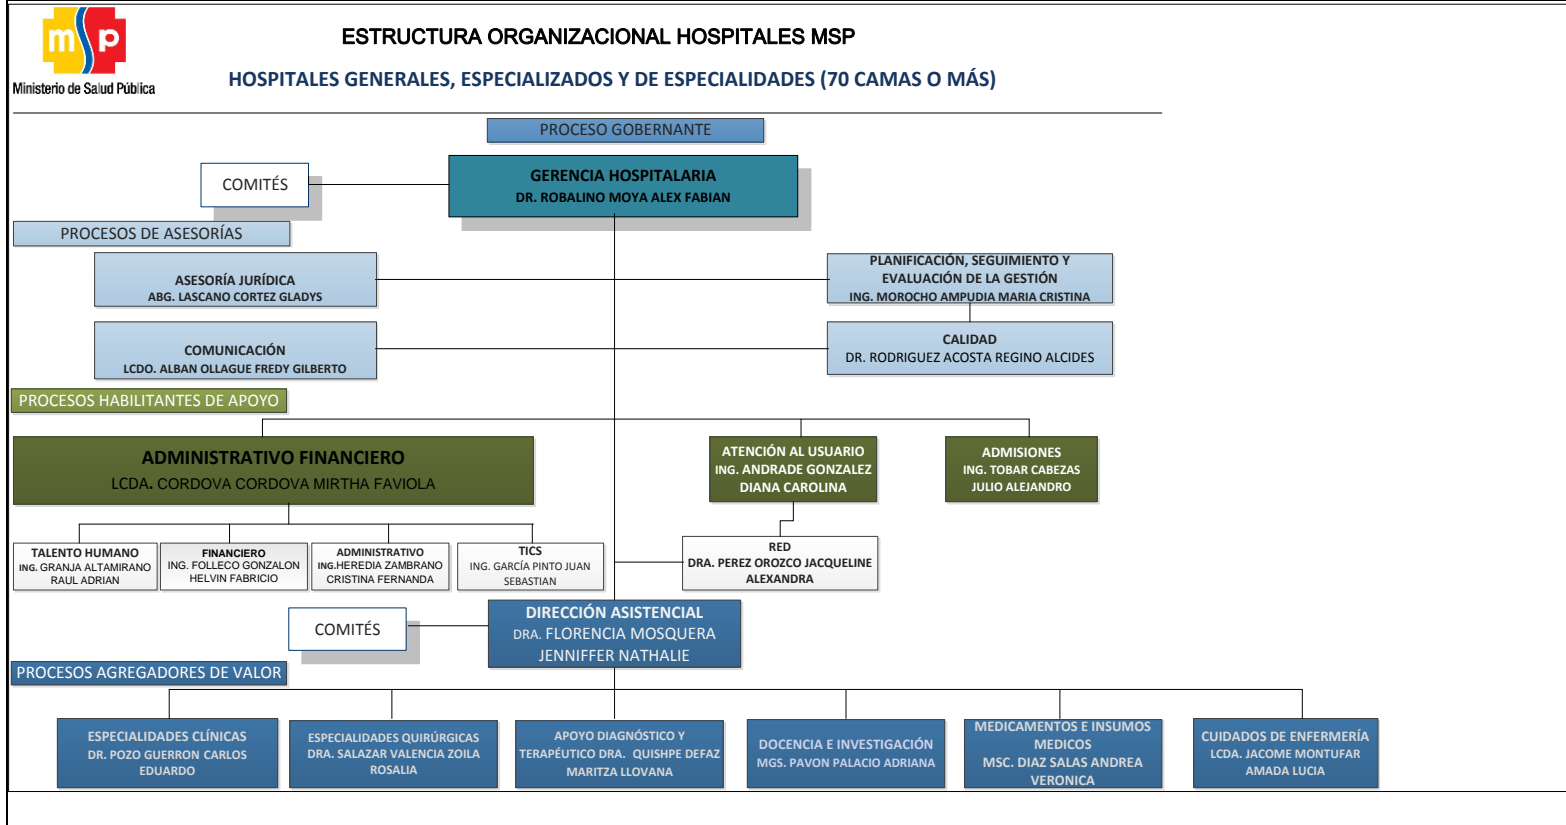 msp
Ministerio de Salud Pública
ESTRUCTURA ORGANIZACIONAL HOSPITALES MSP
HOSPITALES GENERALES, ESPECIALIZADOS Y DE ESPECIALIDADES (70 CAMAS O MÁS)
PROCESO GOBERNANTE
COMITÉS
GERENCIA HOSPITALARIA
DR. ROBALINO MOYA ALEX FABIAN
PROCESOS DE ASESORÍAS
ASESORÍA JURÍDICA
ABG. LASCANO CORTEZ GLADYS
PLANIFICACIÓN, SEGUIMIENTO Y
EVALUACIÓN DE LA GESTIÓN
ING. MOROCHO AMPUDIA MARIA CRISTINA
COMUNICACIÓN
LCDO. ALBAN OLLAGUE FREDY GILBERTO
CALIDAD
DR. RODRIGUEZ ACOSTA REGINO ALCIDES
PROCESOS HABILITANTES DE APOYO
ADMINISTRATIVO FINANCIERO
LCDA. CORDOVA CORDOVA MIRTHA FAVIOLA
ATENCIÓN AL USUARIO
ING. ANDRADE GONZALEZ
DIANA CAROLINA
ADMISIONES
ING. TOBAR CABEZAS
JULIO ALEJANDRO
TALENTO HUMANO
ING. GRANJA ALTAMIRANO
RAUL ADRIAN
FINANCIERO
ING. FOLLECO GONZALON
HELVIN FABRICIO
ADMINISTRATIVO
ING.HEREDIA ZAMBRANO
CRISTINA FERNANDA
TICS
ING. GARCÍA PINTO JUAN
SEBASTIAN
RED
DRA. PEREZ OROZCO JACQUELINE
ALEXANDRA
COMITÉS
DIRECCIÓN ASISTENCIAL
DRA. FLORENCIA MOSQUERA
JENNIFFER NATHALIE
PROCESOS AGREGADORES DE VALOR
ESPECIALIDADES CLÍNICAS
DR. POZO GUERRON CARLOS
EDUARDO
ESPECIALIDADES QUIRÚRGICAS
DRA. SALAZAR VALENCIA ZOILA
ROSALIA
APOYO DIAGNÓSTICO Y
TERAPÉUTICO DRA. QUISHPE DEFAZ
MARITZA LLOVANA
DOCENCIA E INVESTIGACIÓN
MGS. PAVON PALACIO ADRIANA
MEDICAMENTOS E INSUMOS
MEDICOS
MSC. DIAZ SALAS ANDREA
VERONICA
CUIDADOS DE ENFERMERÍA
LCDA. JACOME MONTUFAR
AMADA LUCIA